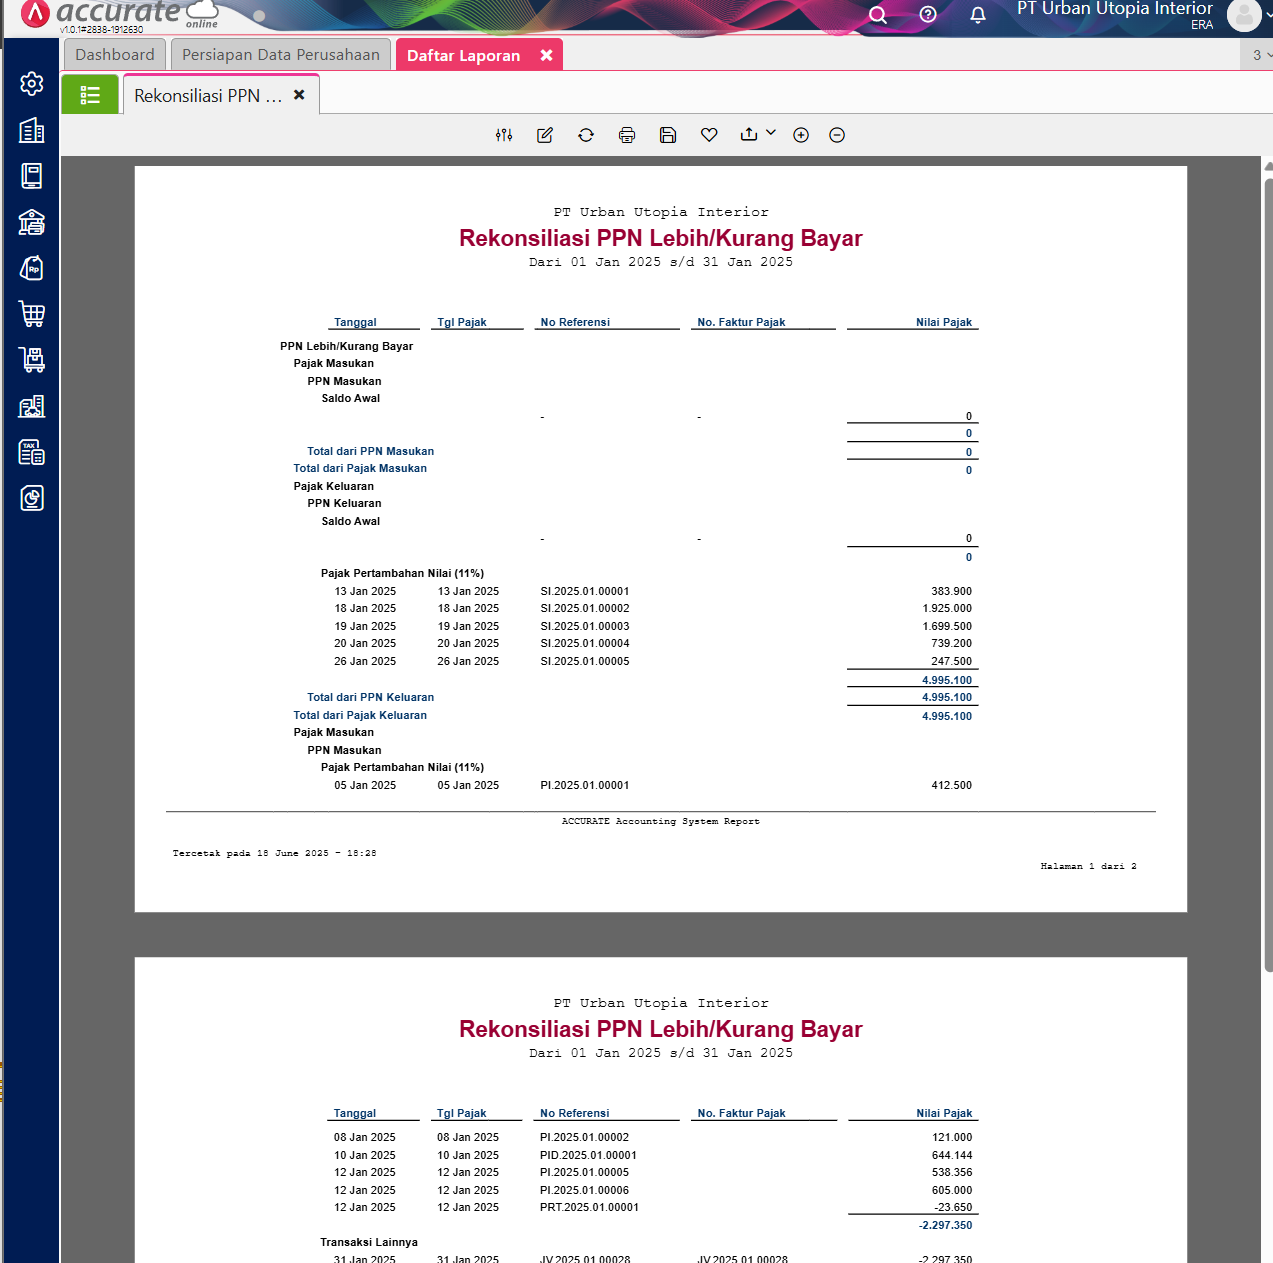 accurate
online
v1.0.1#2838-1912630
PT Urban Utopia Interior
ERA
Dashboard
Persiapan Data Perusahaan
Daftar Laporan
3
Rekonsiliasi PPN ...
PT Urban Utopia Interior
Rekonsiliasi PPN Lebih/Kurang Bayar
Dari 01 Jan 2025 s/d 31 Jan 2025
Tanggal Tgl Pajak No Referensi No. Faktur Pajak Nilai Pajak
PPN Lebih/Kurang Bayar
Pajak Masukan
PPN Masukan
Saldo Awal
- - 0
0
Total dari PPN Masukan 0
Total dari Pajak Masukan 0
Pajak Keluaran
PPN Keluaran
Saldo Awal
- - 0
0
Pajak Pertambahan Nilai (11%)
13 Jan 2025 13 Jan 2025 SI.2025.01.00001 383.900
18 Jan 2025 18 Jan 2025 SI.2025.01.00002 1.925.000
19 Jan 2025 19 Jan 2025 SI.2025.01.00003 1.699.500
20 Jan 2025 20 Jan 2025 SI.2025.01.00004 739.200
26 Jan 2025 26 Jan 2025 SI.2025.01.00005 247.500
4.995.100
Total dari PPN Keluaran 4.995.100
Total dari Pajak Keluaran 4.995.100
Pajak Masukan
PPN Masukan
Pajak Pertambahan Nilai (11%)
05 Jan 2025 05 Jan 2025 PI.2025.01.00001 412.500
ACCURATE Accounting System Report
Tercetak pada 18 June 2025 - 18:28
Halaman 1 dari 2
PT Urban Utopia Interior
Rekonsiliasi PPN Lebih/Kurang Bayar
Dari 01 Jan 2025 s/d 31 Jan 2025
Tanggal Tgl Pajak No Referensi No. Faktur Pajak Nilai Pajak
08 Jan 2025 08 Jan 2025 PI.2025.01.00002 121.000
10 Jan 2025 10 Jan 2025 PID.2025.01.00001 644.144
12 Jan 2025 12 Jan 2025 PI.2025.01.00005 538.356
12 Jan 2025 12 Jan 2025 PI.2025.01.00006 605.000
12 Jan 2025 12 Jan 2025 PRT.2025.01.00001 -23.650
-2.297.350
Transaksi Lainnya
31 Jan 2025 31 Jan 2025 JV.2025.01.00028 JV.2025.01.00028 -2.297.350